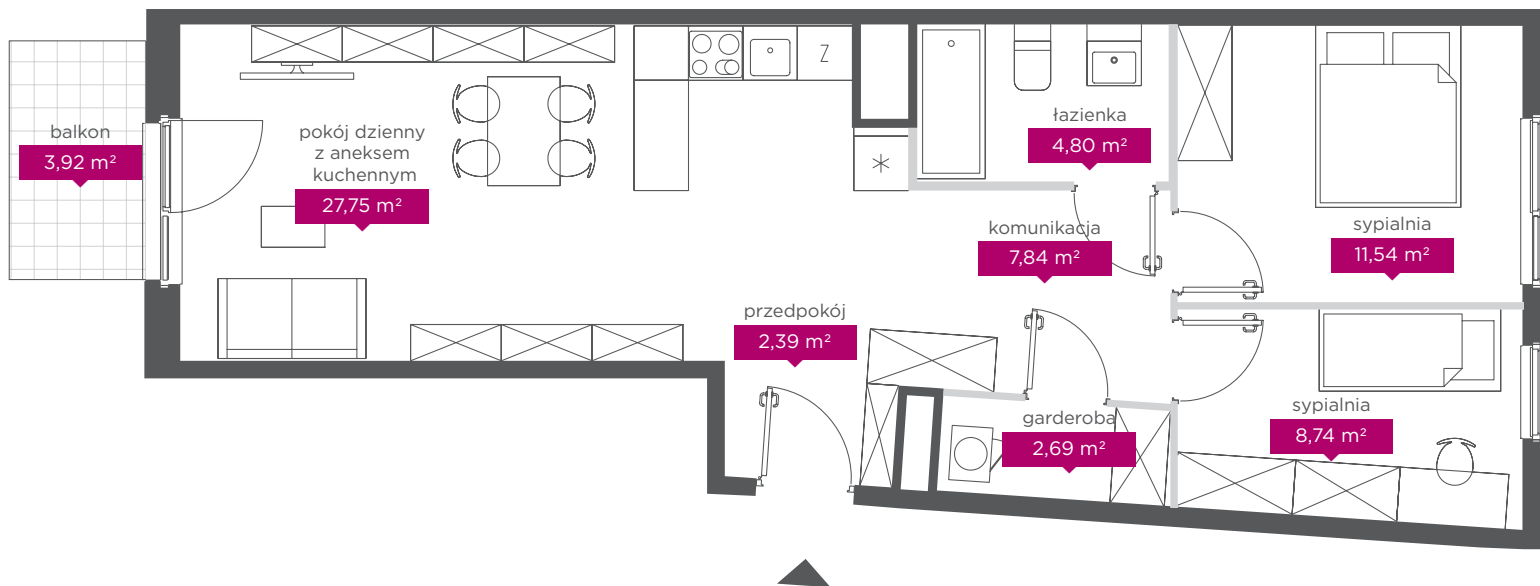 balkon
3,92 m²
pokój dzienny
z aneksem
kuchennym
27,75 m²
Z
łazienka
4,80 m²
komunikacja
7,84 m²
sypialnia
11,54 m²
przedpokój
2,39 m²
garderoba
2,69 m²
sypialnia
8,74 m²